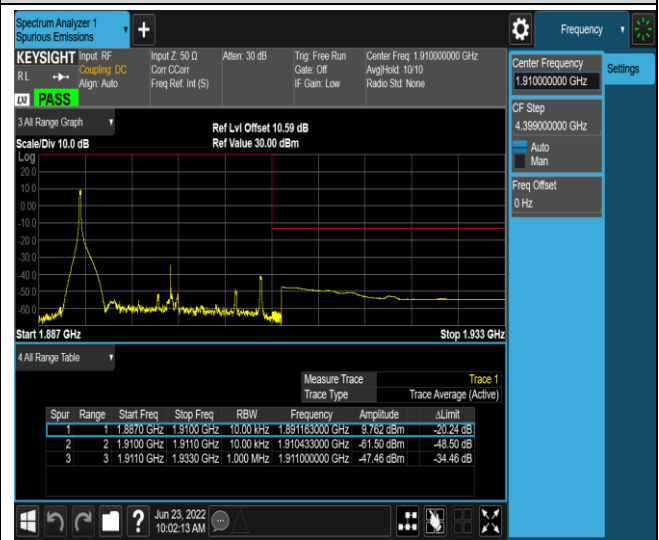 Spectrum Analyzer 1
Spurious Emissions
Frequency
KEYSIGHT Input: RF Input Z: 50 Ω Atten: 30 dB Trig: Free Run Center Freq: 1.910000000 GHz
RL Coupling: DC Corr CCorr Gate: Off Avg|Hold: 10/10
Align: Auto Freq Ref: Int (S) IF Gain: Low Radio Std: None
LXI PASS
Center Frequency
1.910000000 GHz
Settings
CF Step
4.399000000 GHz
Auto
Man
Freq Offset
0 Hz
3 All Range Graph
Ref Lvl Offset 10.59 dB
Scale/Div 10.0 dB Ref Value 30.00 dBm
Log
20.0
10.0
0.00
-10.0
-20.0
-30.0
-40.0
-50.0
-60.0
Start 1.887 GHz Stop 1.933 GHz
4 All Range Table
Measure Trace Trace 1
Trace Type Trace Average (Active)
Spur Range Start Freq Stop Freq RBW Frequency Amplitude ΔLimit
1 1 1.8870 GHz 1.9100 GHz 10.00 kHz 1.891163000 GHz 9.762 dBm -20.24 dB
2 2 1.9100 GHz 1.9110 GHz 10.00 kHz 1.910433000 GHz -61.50 dBm -48.50 dB
3 3 1.9110 GHz 1.9330 GHz 1.000 MHz 1.911000000 GHz -47.46 dBm -34.46 dB
Jun 23, 2022
10:02:13 AM